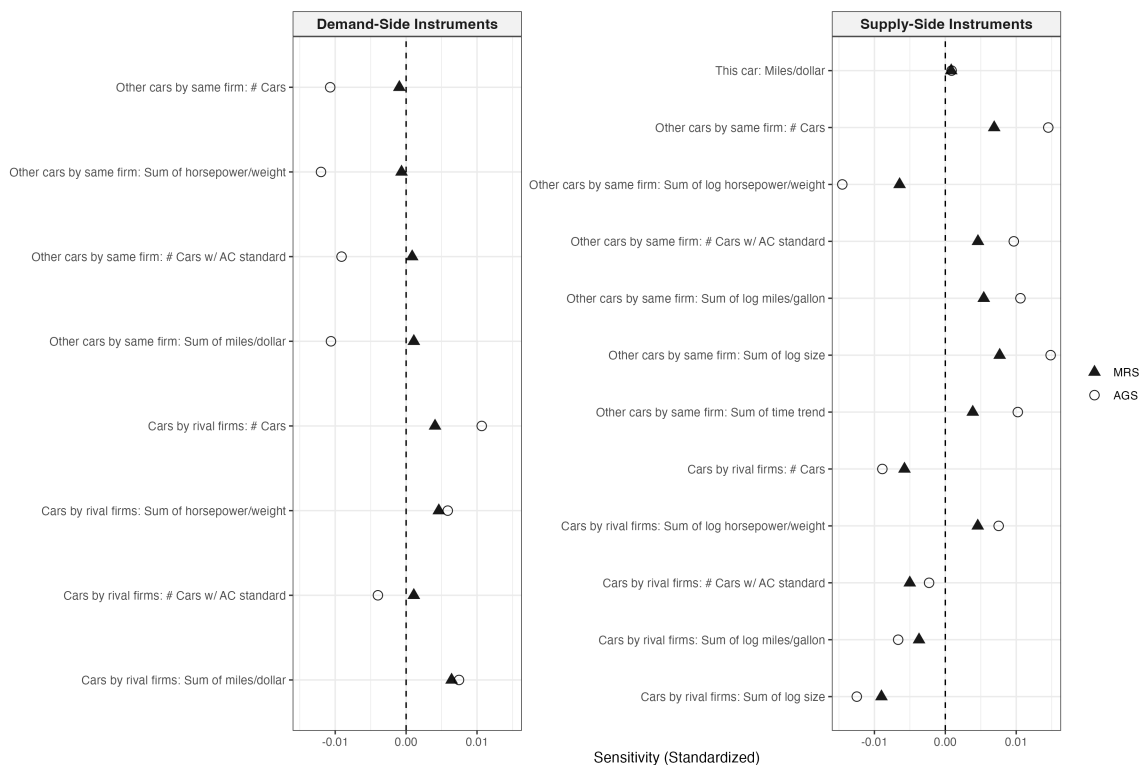 Demand-Side Instruments
Other cars by same firm: # Cars
Other cars by same firm: Sum of horsepower/weight
Other cars by same firm: # Cars w/ AC standard
Other cars by same firm: Sum of miles/dollar
Cars by rival firms: # Cars
Cars by rival firms: Sum of horsepower/weight
Cars by rival firms: # Cars w/ AC standard
Cars by rival firms: Sum of miles/dollar
-0.01 0.00 0.01
Supply-Side Instruments
This car: Miles/dollar
Other cars by same firm: # Cars
Other cars by same firm: Sum of log horsepower/weight
Other cars by same firm: # Cars w/ AC standard
Other cars by same firm: Sum of log miles/gallon
Other cars by same firm: Sum of log size
Other cars by same firm: Sum of time trend
Cars by rival firms: # Cars
Cars by rival firms: Sum of log horsepower/weight
Cars by rival firms: # Cars w/ AC standard
Cars by rival firms: Sum of log miles/gallon
Cars by rival firms: Sum of log size
-0.01 0.00 0.01
Sensitivity (Standardized)
MRS
AGS